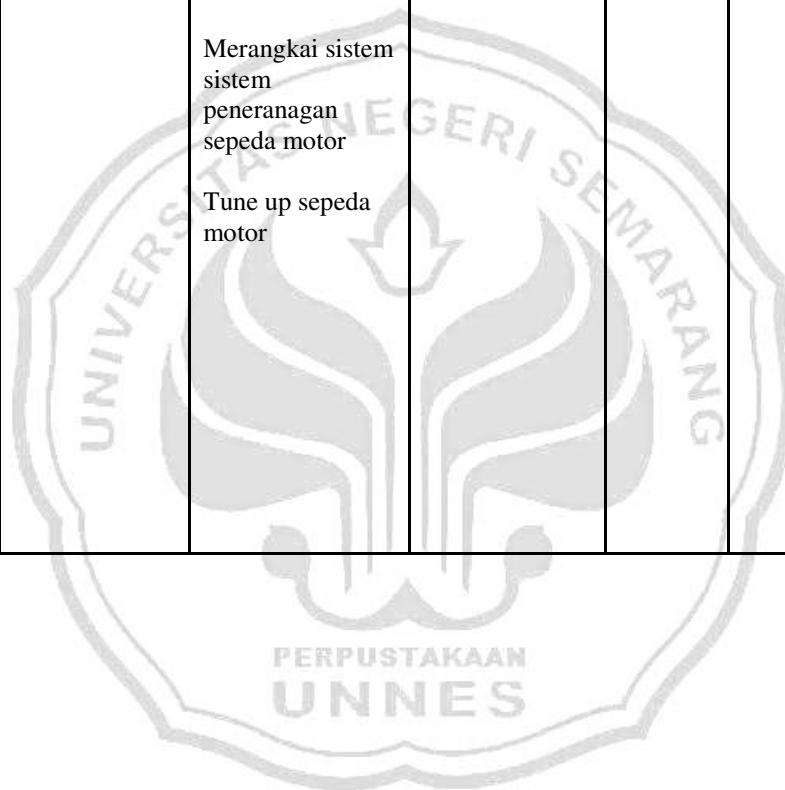 Merangkai sistem
sistem
peneranagan
sepeda motor
Tune up sepeda
motor
UNIVERSITAS NEGERI SEMARANG
PERPUSTAKAAN
UNNES